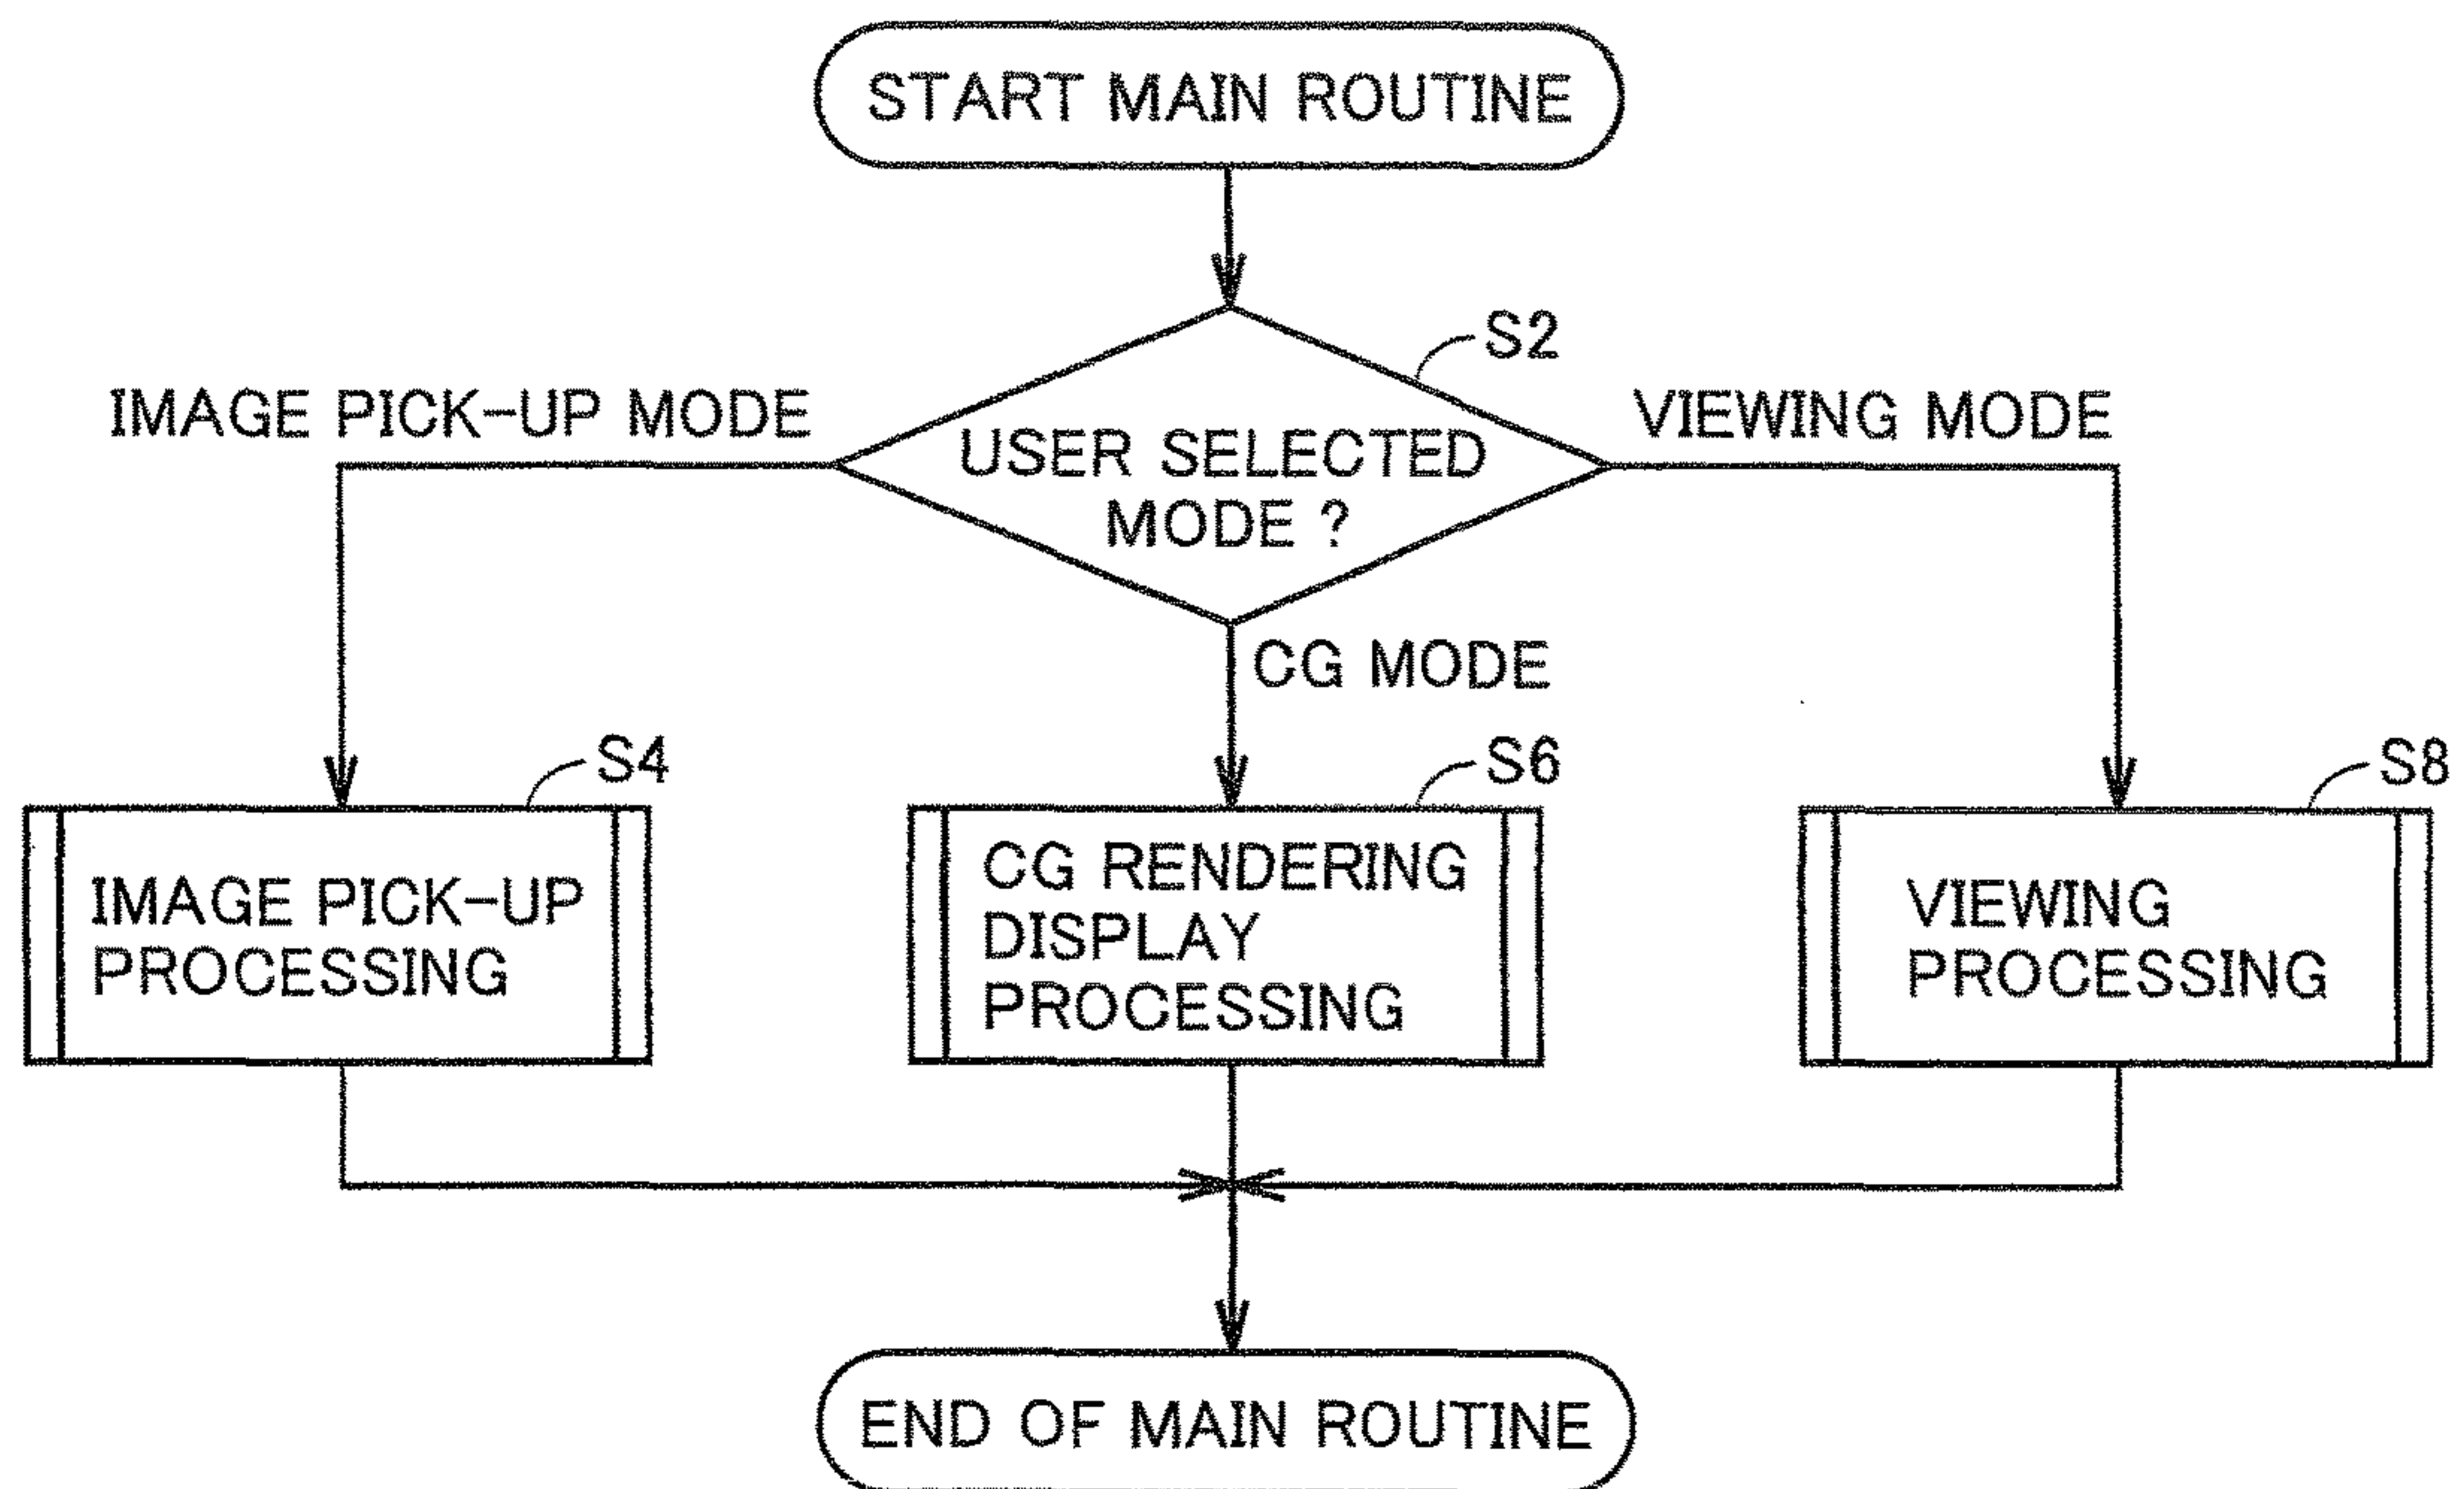 START MAIN ROUTINE
S2
IMAGE PICK-UP MODE
USER SELECTED
MODE ?
VIEWING MODE
CG MODE
S4
IMAGE PICK-UP
PROCESSING
S6
CG RENDERING
DISPLAY
PROCESSING
S8
VIEWING
PROCESSING
END OF MAIN ROUTINE